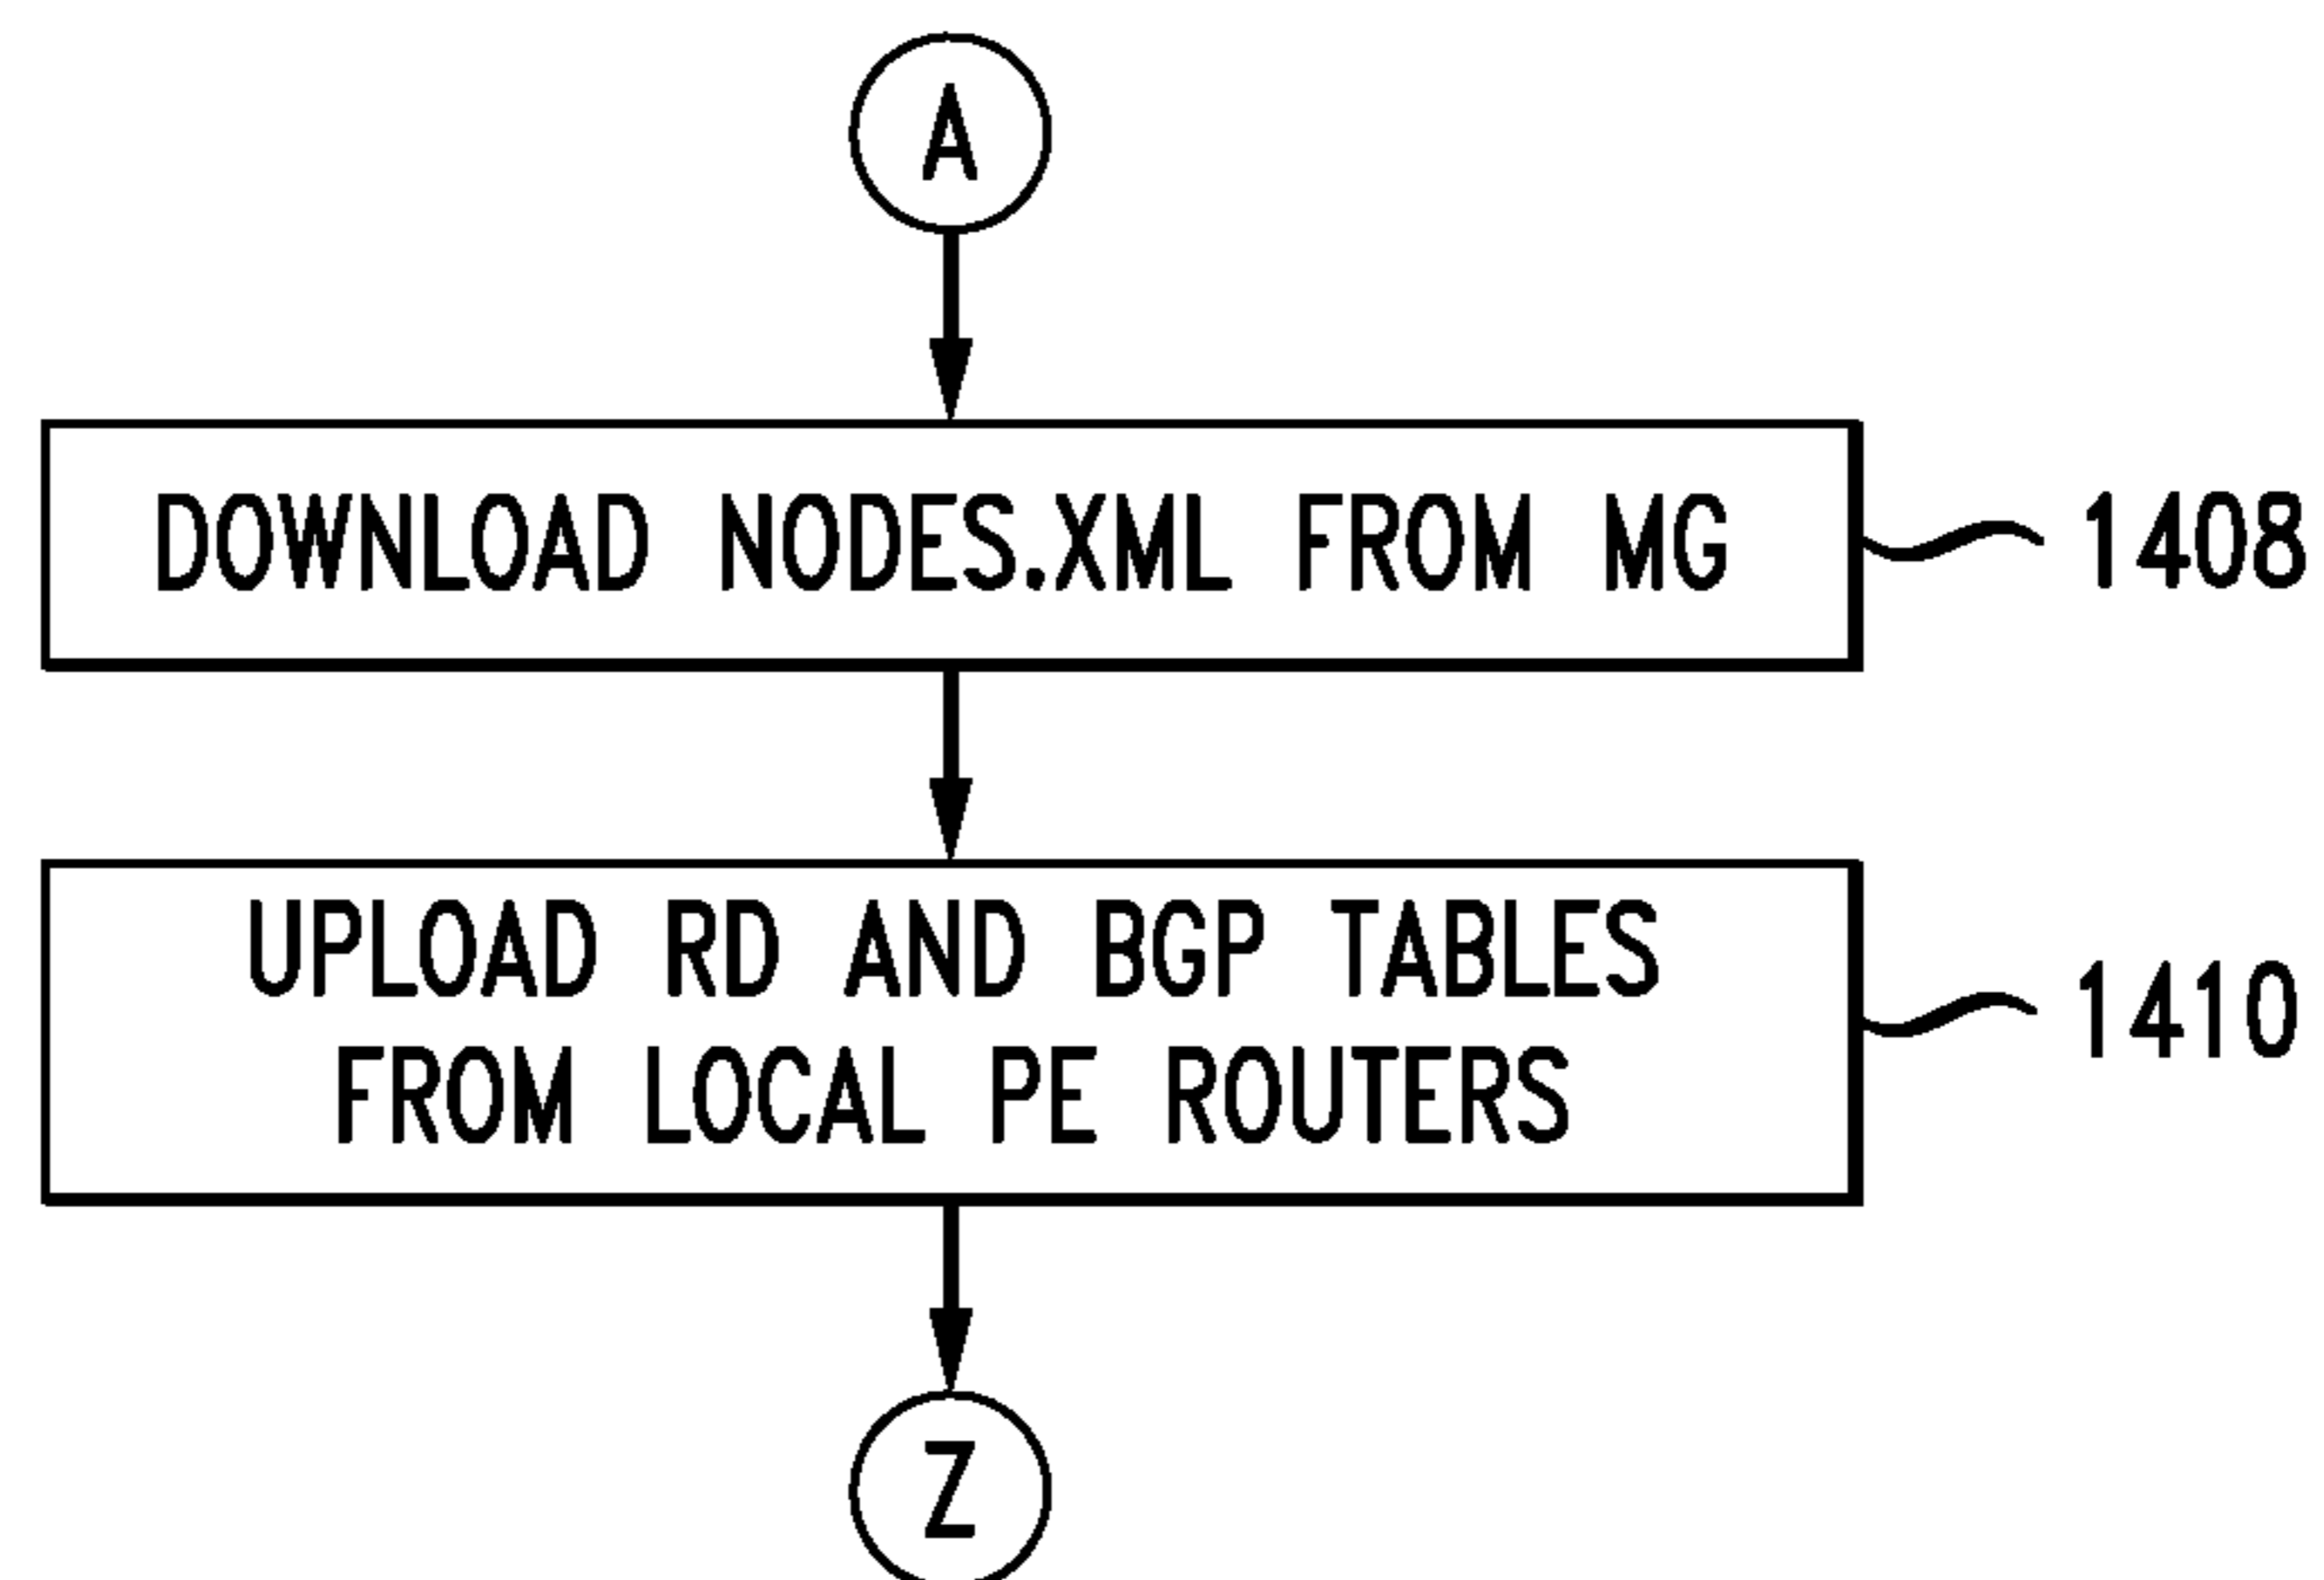 A
DOWNLOAD NODES.XML FROM MG
1408
UPLOAD RD AND BGP TABLES
FROM LOCAL PE ROUTERS
1410
Z